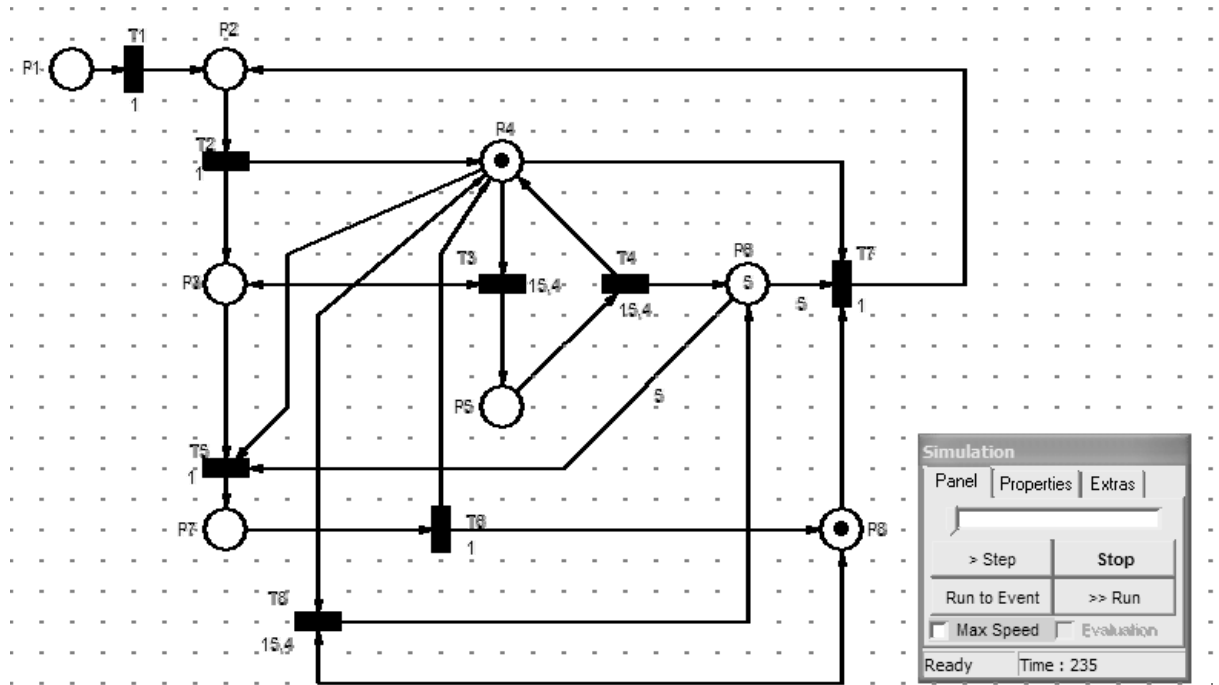 T1
P2
P1
1
T2
1
P4
T3
15,4
T4
15,4
P6
5
5
T7
1
P3
P5
5
T5
1
P7
T6
1
P8
T8
15,4
Simulation
Panel Properties Extras
> Step Stop
Run to Event >> Run
Max Speed Evaluation
Ready Time : 235